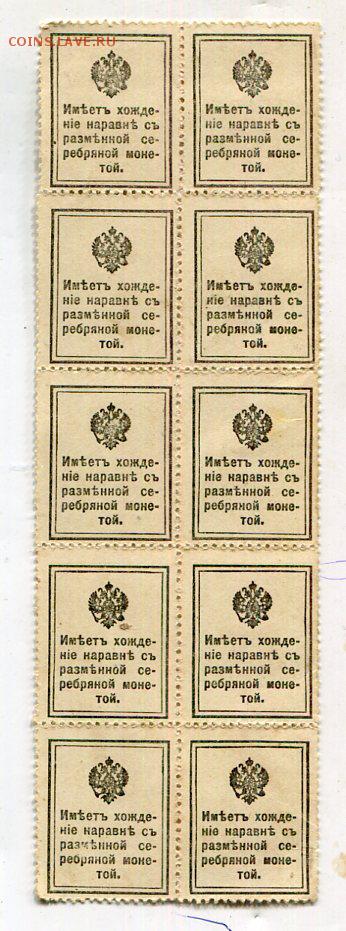 COINS.LAVE.RU
Имѣетъ хожде- Имѣетъ хожде-
ніе наравнѣ съ ніе наравнѣ съ
размѣнной се- размѣнной се-
ребряной моне- ребряной моне-
той. той.
Имѣетъ хожде- Имѣетъ хожде-
ніе наравнѣ съ ніе наравнѣ съ
размѣнной се- размѣнной се-
ребряной моне- ребряной моне-
той. той.
Имѣетъ хожде- Имѣетъ хожде-
ніе наравнѣ съ ніе наравнѣ съ
размѣнной се- размѣнной се-
ребряной моне- ребряной моне-
той. той.
Имѣетъ хожде- Имѣетъ хожде-
ніе наравнѣ съ ніе наравнѣ съ
размѣнной се- размѣнной се-
ребряной моне- ребряной моне-
той. той.
Имѣетъ хожде- Имѣетъ хожде-
ніе наравнѣ съ ніе наравнѣ съ
размѣнной се- размѣнной се-
ребряной моне- ребряной моне-
той. той.